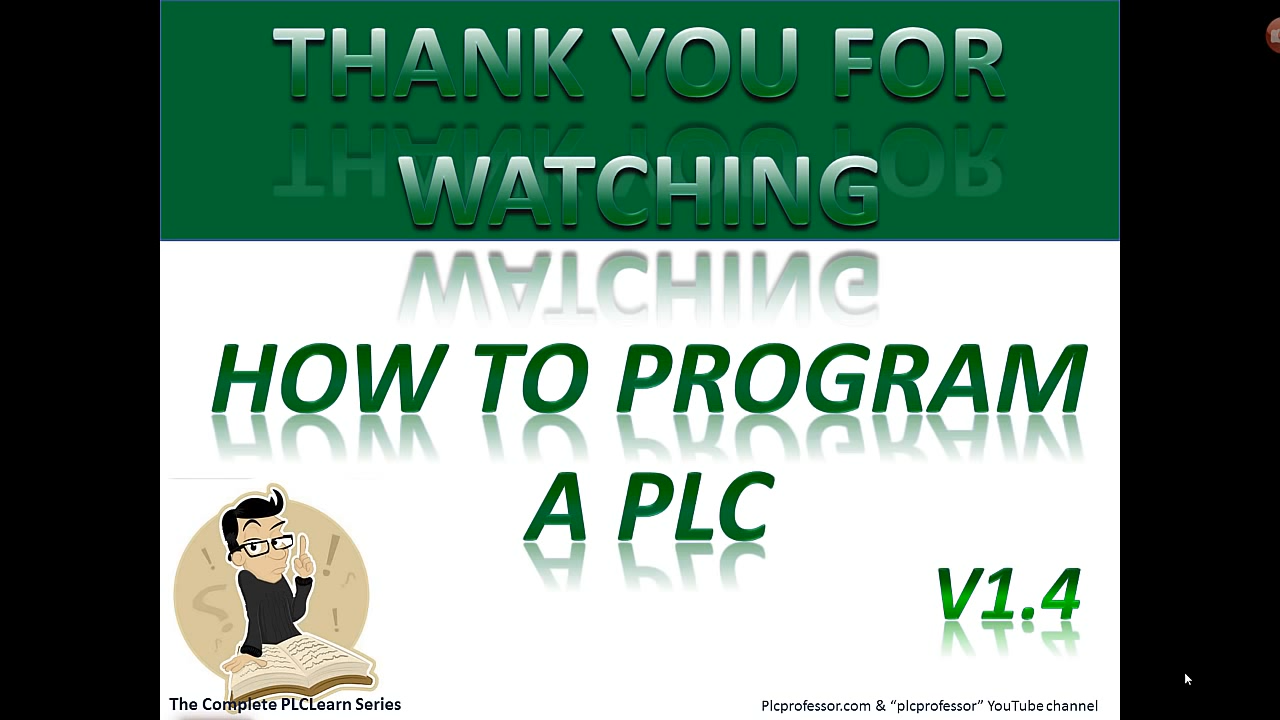 THANK YOU FOR
WATCHING
HOW TO PROGRAM
A PLC
V1.4
The Complete PLCLearn Series
Plcprofessor.com & “plcprofessor” YouTube channel